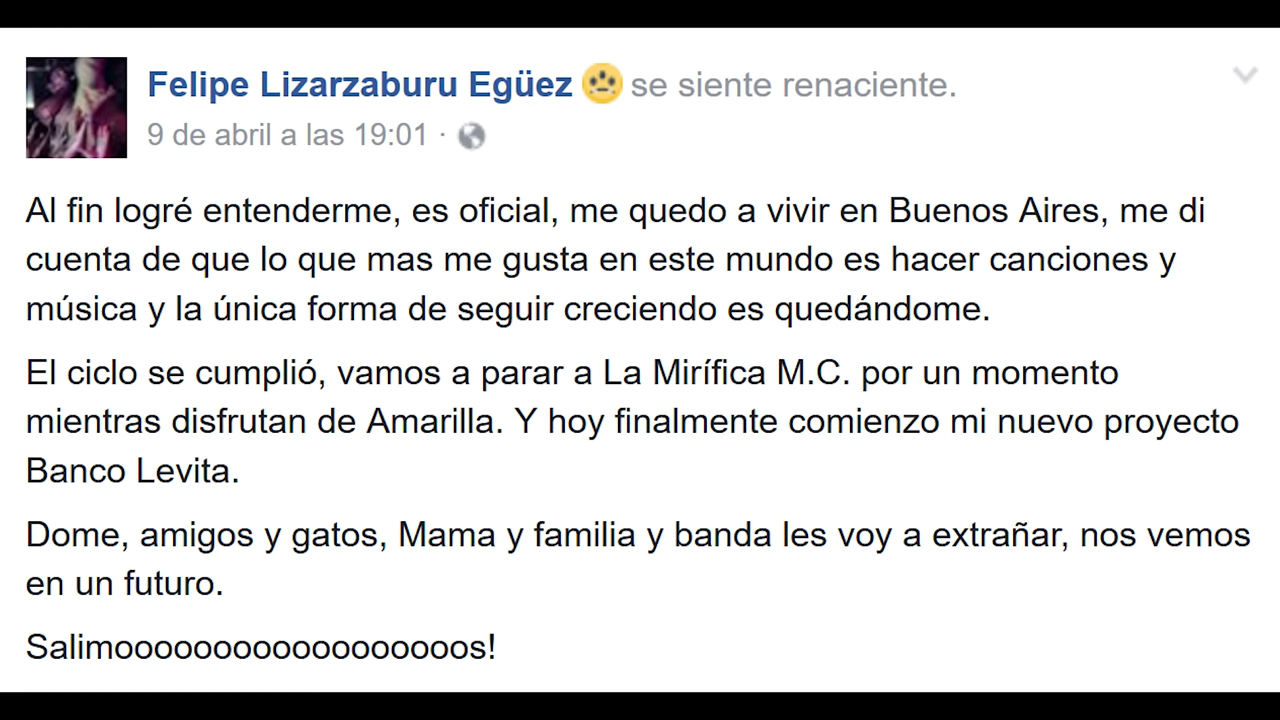 Felipe Lizarzaburu Egüez se siente renaciente.
9 de abril a las 19:01 ·
Al fin logré entenderme, es oficial, me quedo a vivir en Buenos Aires, me di
cuenta de que lo que mas me gusta en este mundo es hacer canciones y
música y la única forma de seguir creciendo es quedándome.
El ciclo se cumplió, vamos a parar a La Mirífica M.C. por un momento
mientras disfrutan de Amarilla. Y hoy finalmente comienzo mi nuevo proyecto
Banco Levita.
Dome, amigos y gatos, Mama y familia y banda les voy a extrañar, nos vemos
en un futuro.
Salimooooooooooooooooooos!